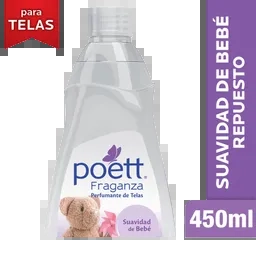 para
TELAS
poett
Fraganza
Perfumante de Telas
Suavidad
de Bebé
SUAVIDAD DE BEBÉ
REPUESTO
450ml